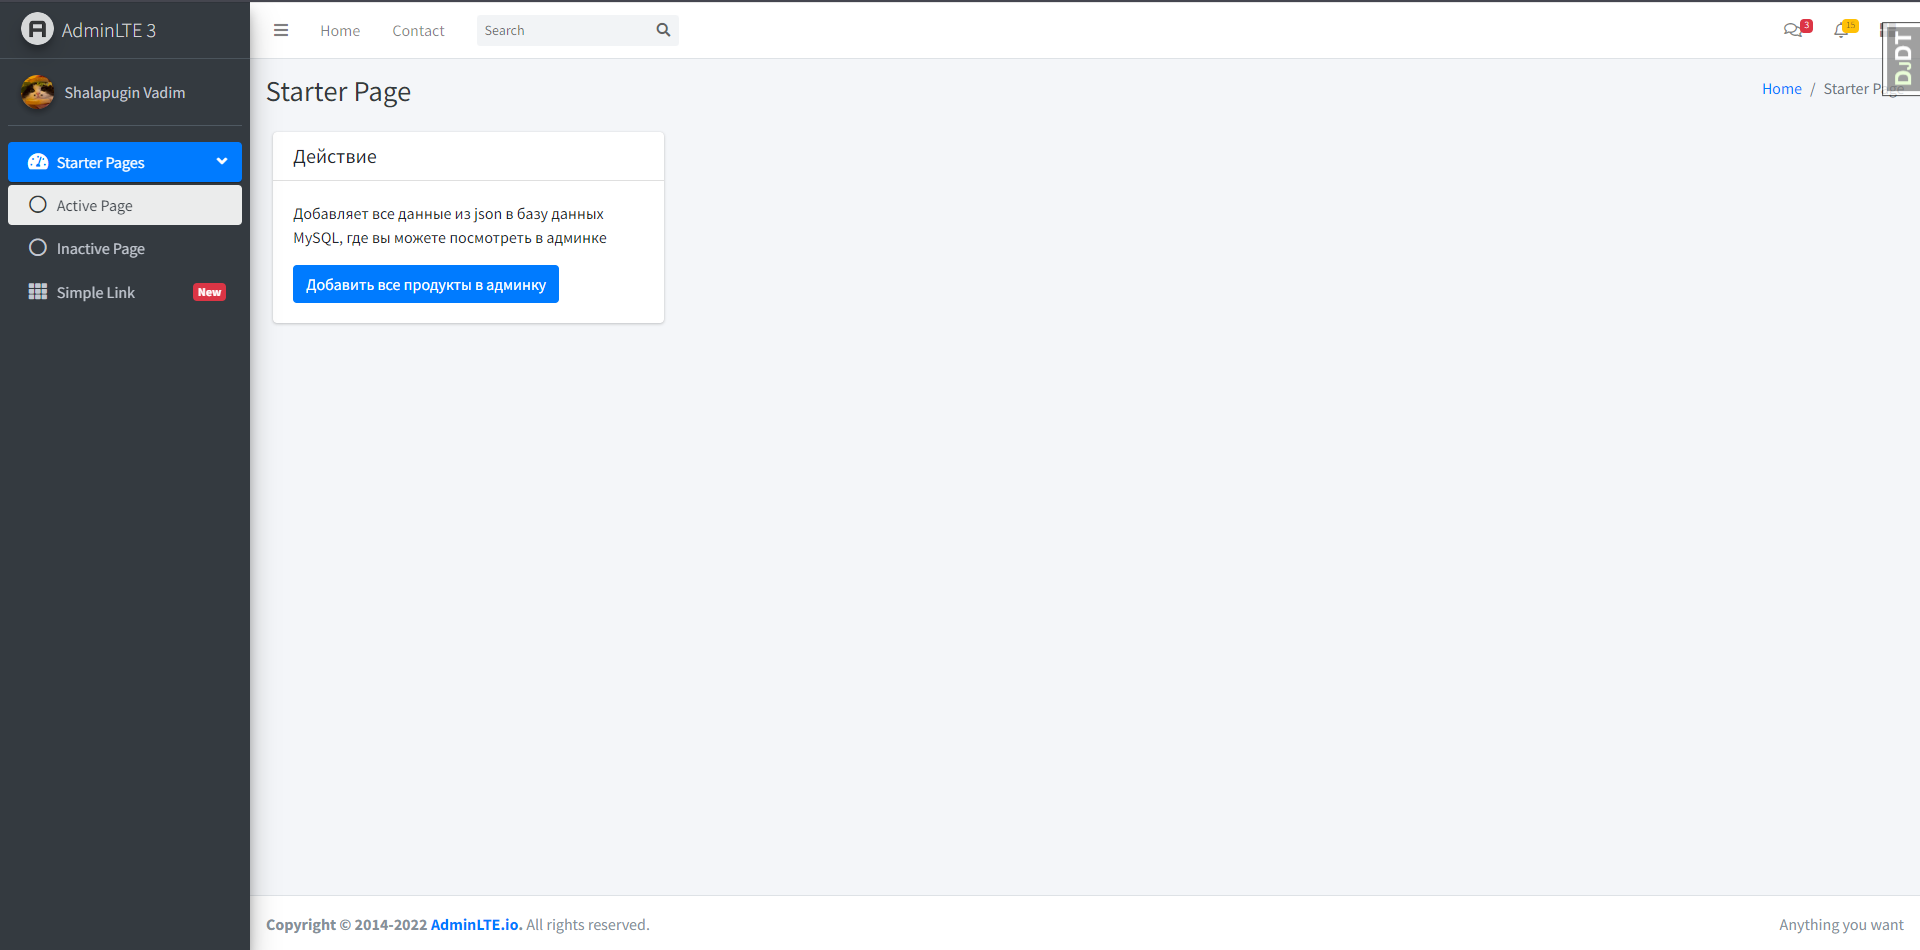 AdminLTE 3
Home
Contact
Search
3
15
DJDT
Shalapugin Vadim
Starter Page
Home / Starter Page
Starter Pages
Active Page
Inactive Page
Simple Link
New
Действие
Добавляет все данные из json в базу данных
MySQL, где вы можете посмотреть в админке
Добавить все продукты в админку
Copyright © 2014-2022 AdminLTE.io. All rights reserved.
Anything you want